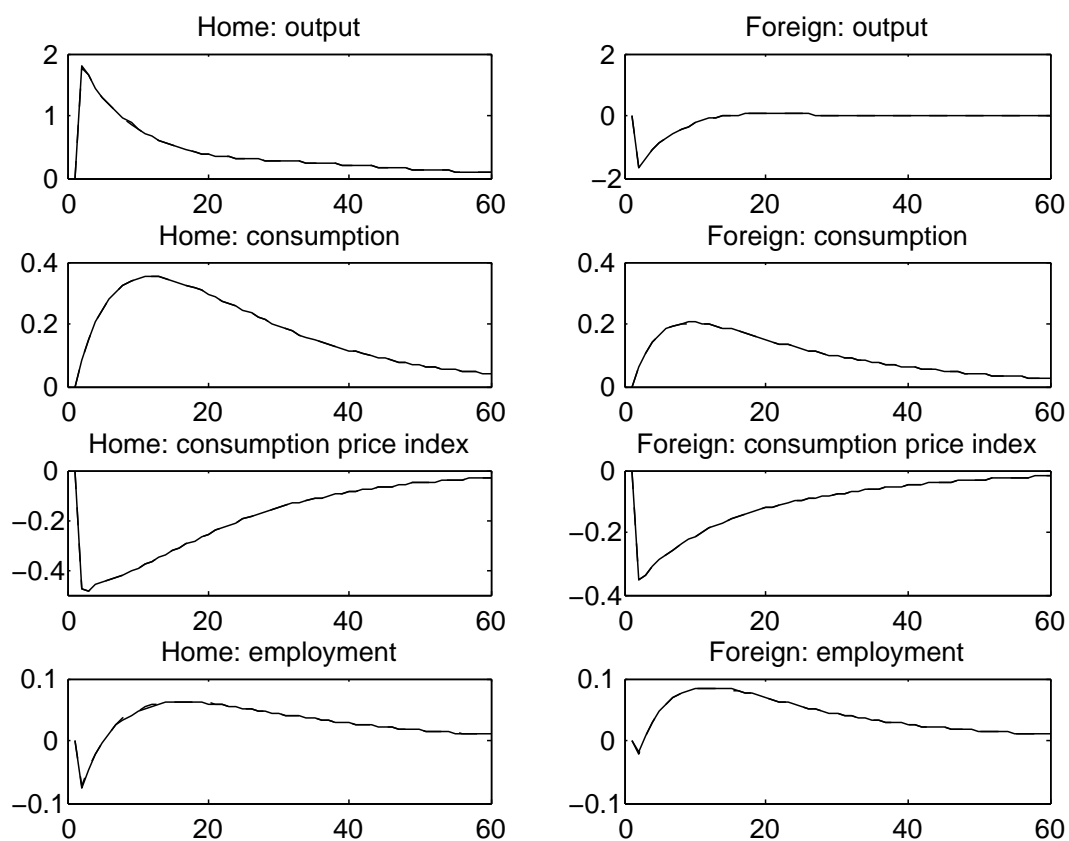 Home: output
2
1
0
0 20 40 60
Foreign: output
2
0
−2
0 20 40 60
Home: consumption
0.4
0.2
0
0 20 40 60
Foreign: consumption
0.4
0.2
0
0 20 40 60
Home: consumption price index
0
−0.2
−0.4
0 20 40 60
Foreign: consumption price index
0
−0.2
−0.4
0 20 40 60
Home: employment
0.1
0
−0.1
0 20 40 60
Foreign: employment
0.1
0
−0.1
0 20 40 60